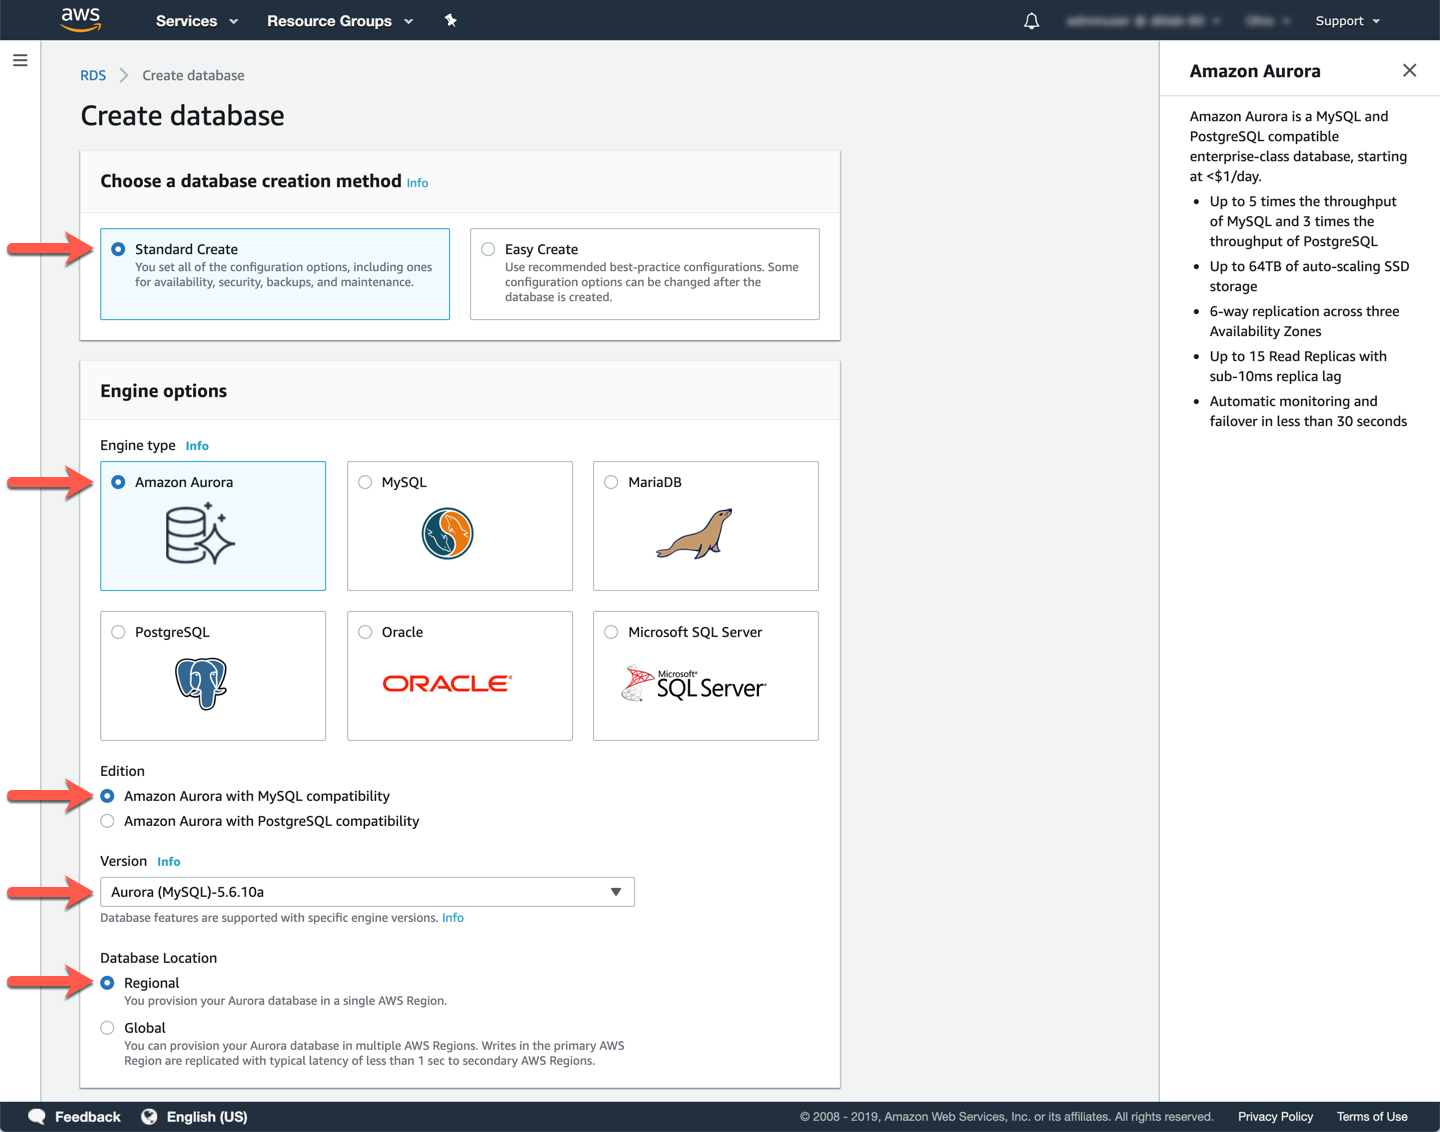 aws
Services
Resource Groups
Support
RDS
Create database
Create database
Choose a database creation method Info
Standard Create
You set all of the configuration options, including ones
for availability, security, backups, and maintenance.
Easy Create
Use recommended best-practice configurations. Some
configuration options can be changed after the
database is created.
Engine options
Engine type Info
Amazon Aurora
MySQL
MariaDB
PostgreSQL
Oracle
ORACLE®
Microsoft SQL Server
Microsoft®
SQL Server®
Edition
Amazon Aurora with MySQL compatibility
Amazon Aurora with PostgreSQL compatibility
Version Info
Aurora (MySQL)-5.6.10a
Database features are supported with specific engine versions. Info
Database Location
Regional
You provision your Aurora database in a single AWS Region.
Global
You can provision your Aurora database in multiple AWS Regions. Writes in the primary AWS
Region are replicated with typical latency of less than 1 sec to secondary AWS Regions.
Amazon Aurora
Amazon Aurora is a MySQL and
PostgreSQL compatible
enterprise-class database, starting
at <$1/day.
• Up to 5 times the throughput
of MySQL and 3 times the
throughput of PostgreSQL
• Up to 64TB of auto-scaling SSD
storage
• 6-way replication across three
Availability Zones
• Up to 15 Read Replicas with
sub-10ms replica lag
• Automatic monitoring and
failover in less than 30 seconds
Feedback
English (US)
© 2008 - 2019, Amazon Web Services, Inc. or its affiliates. All rights reserved.
Privacy Policy
Terms of Use